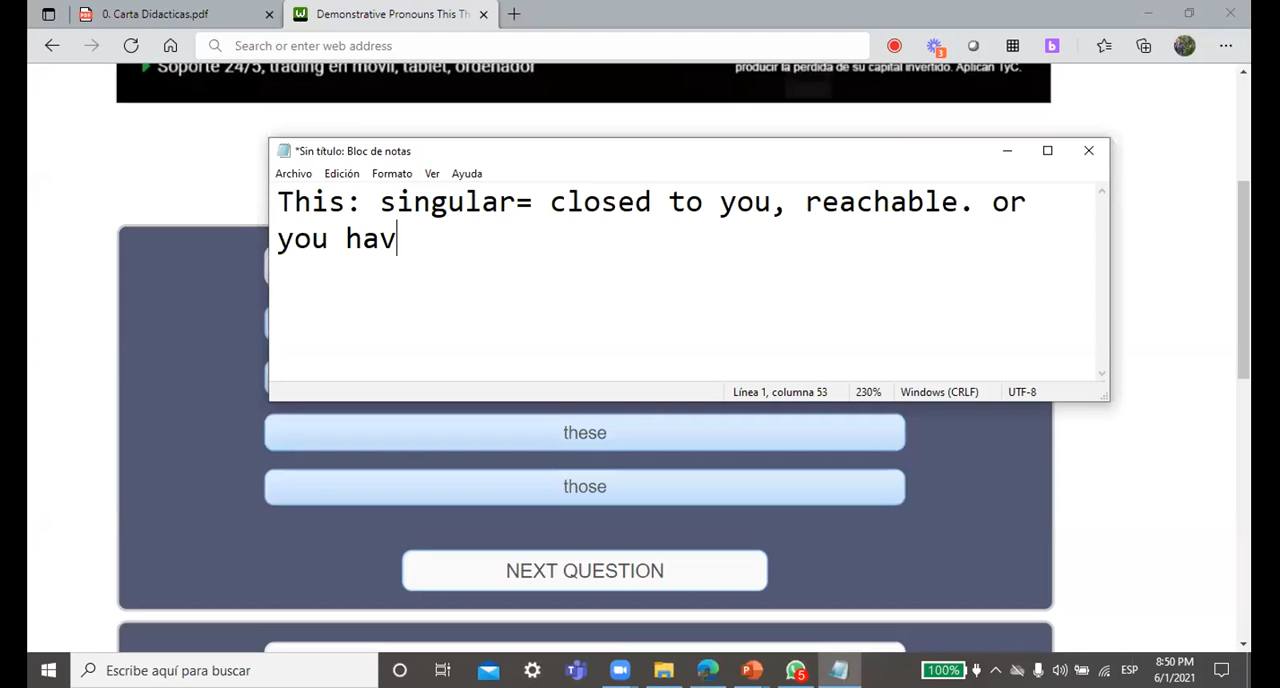 0. Carta Didacticas.pdf
Demonstrative Pronouns This Th
Search or enter web address
3
b
Soporte 24/5, trading en móvil, tablet, ordenador
producir la pérdida de su capital invertido. Aplican TyC.
*Sin título: Bloc de notas
Archivo Edición Formato Ver Ayuda
This: singular= closed to you, reachable. or
you hav
Línea 1, columna 53 230% Windows (CRLF) UTF-8
these
those
NEXT QUESTION
Escribe aquí para buscar
5
100%
ESP
8:50 PM
6/1/2021